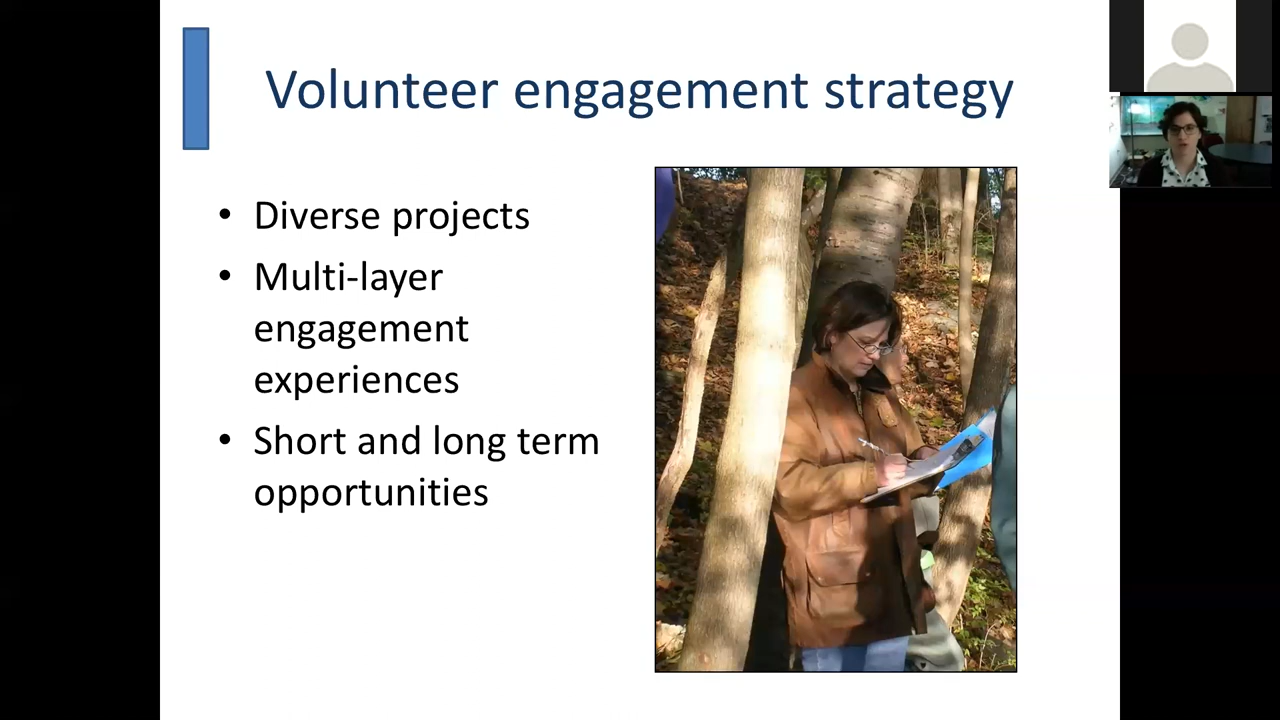 Volunteer engagement strategy
• Diverse projects
• Multi-layer
engagement
experiences
• Short and long term
opportunities